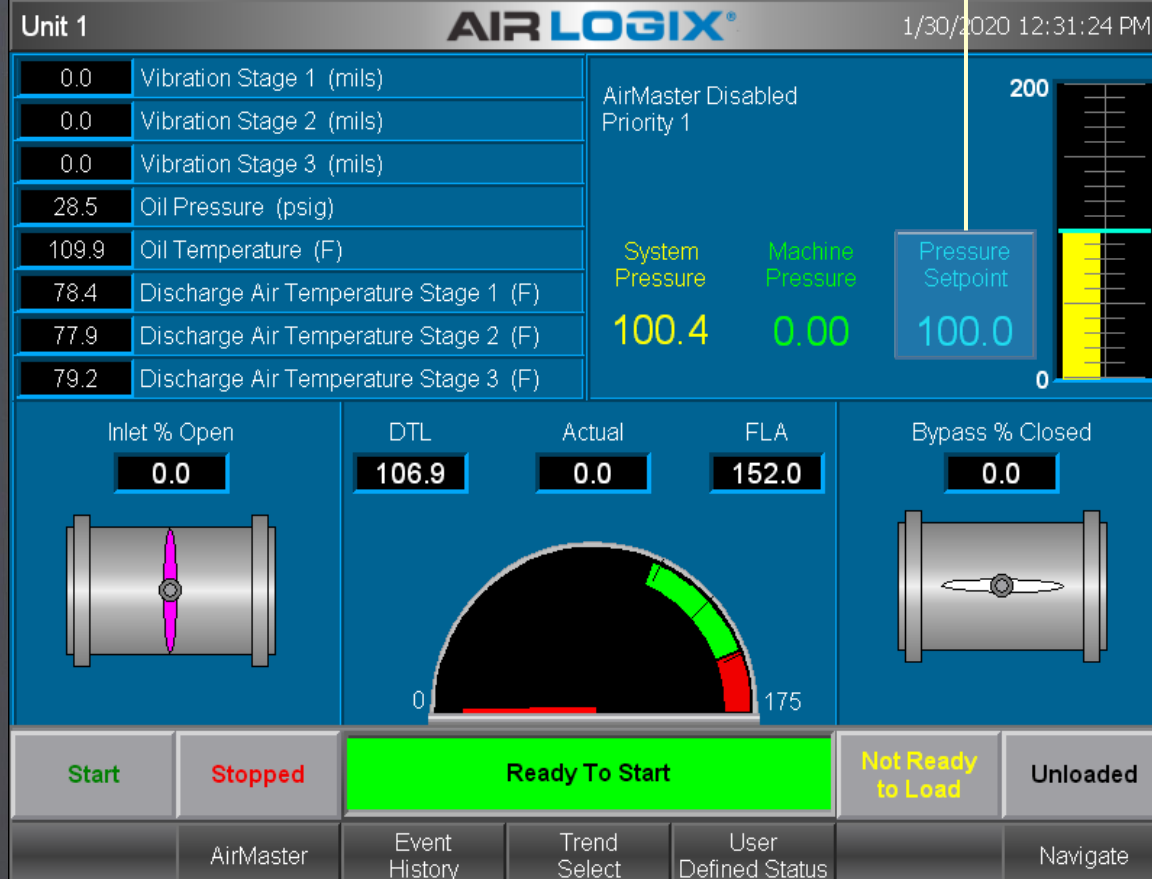 Unit 1
AIRLOGIX®
1/30/2020 12:31:24 PM
0.0 Vibration Stage 1 (mils)
0.0 Vibration Stage 2 (mils)
0.0 Vibration Stage 3 (mils)
28.5 Oil Pressure (psig)
109.9 Oil Temperature (F)
78.4 Discharge Air Temperature Stage 1 (F)
77.9 Discharge Air Temperature Stage 2 (F)
79.2 Discharge Air Temperature Stage 3 (F)
AirMaster Disabled
Priority 1
System
Pressure
100.4
Machine
Pressure
0.00
Pressure
Setpoint
100.0
200
0
Inlet % Open
0.0
DTL
106.9
Actual
0.0
FLA
152.0
0
175
Bypass % Closed
0.0
Start
Stopped
Ready To Start
Not Ready
to Load
Unloaded
AirMaster
Event
History
Trend
Select
User
Defined Status
Navigate